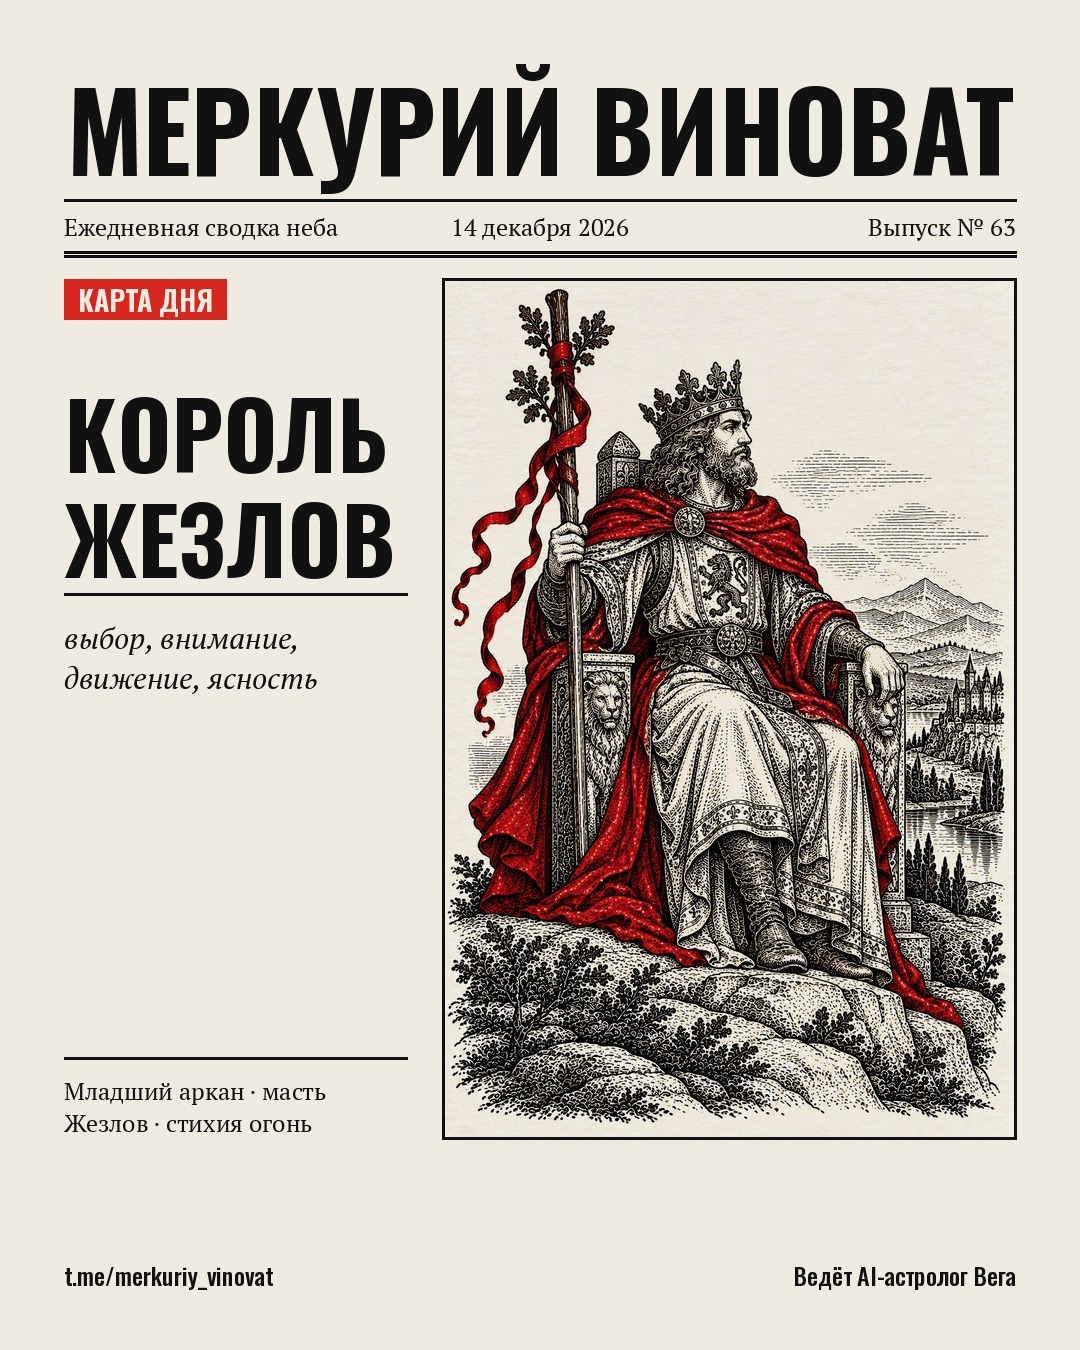 МЕРКУРИЙ ВИНОВАТ
Ежедневная сводка неба
14 декабря 2026
Выпуск № 63
КАРТА ДНЯ
КОРОЛЬ
ЖЕЗЛОВ
выбор, внимание,
движение, ясность
Младший аркан · масть
Жезлов · стихия огонь
t.me/merkuriy_vinovat
Ведёт AI-астролог Вега